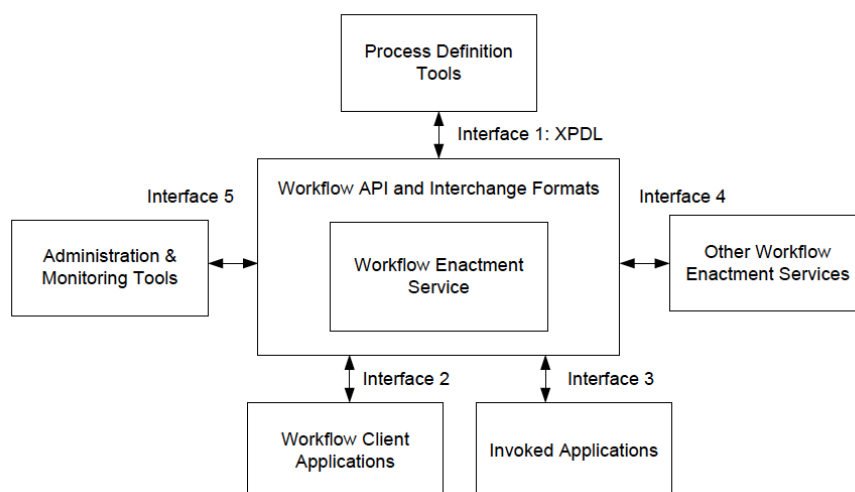 Process Definition
Tools
Interface 1: XPDL
Interface 5
Workflow API and Interchange Formats
Interface 4
Administration &
Monitoring Tools
Workflow Enactment
Service
Other Workflow
Enactment Services
Interface 2
Interface 3
Workflow Client
Applications
Invoked Applications